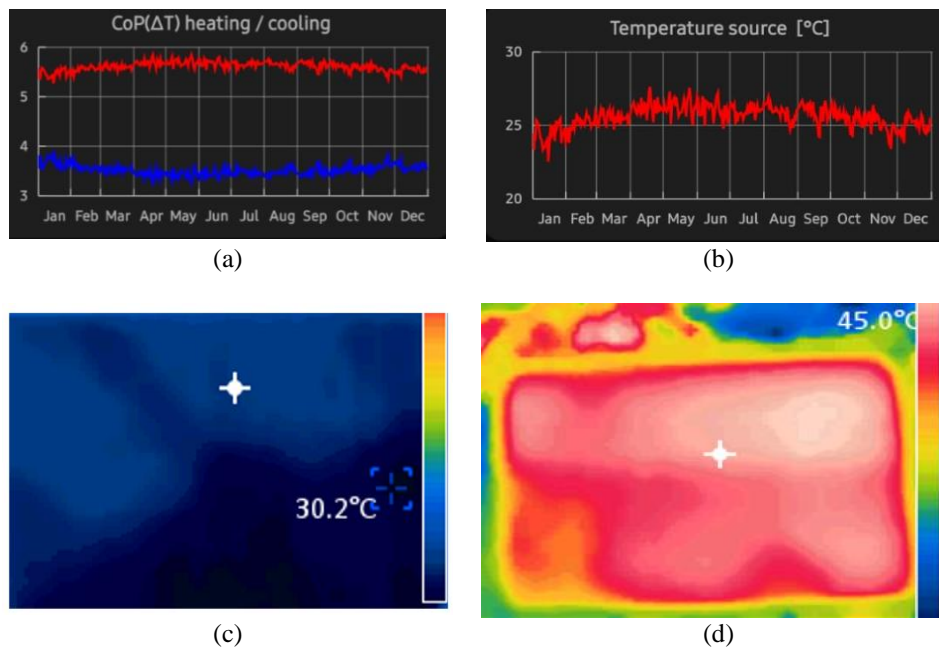 CoP(ΔT) heating / cooling
6
5
4
3
Jan Feb Mar Apr May Jun Jul Aug Sep Oct Nov Dec
(a)
Temperature source [°C]
30
25
20
Jan Feb Mar Apr May Jun Jul Aug Sep Oct Nov Dec
(b)
30.2°C
(c)
45.0°C
(d)